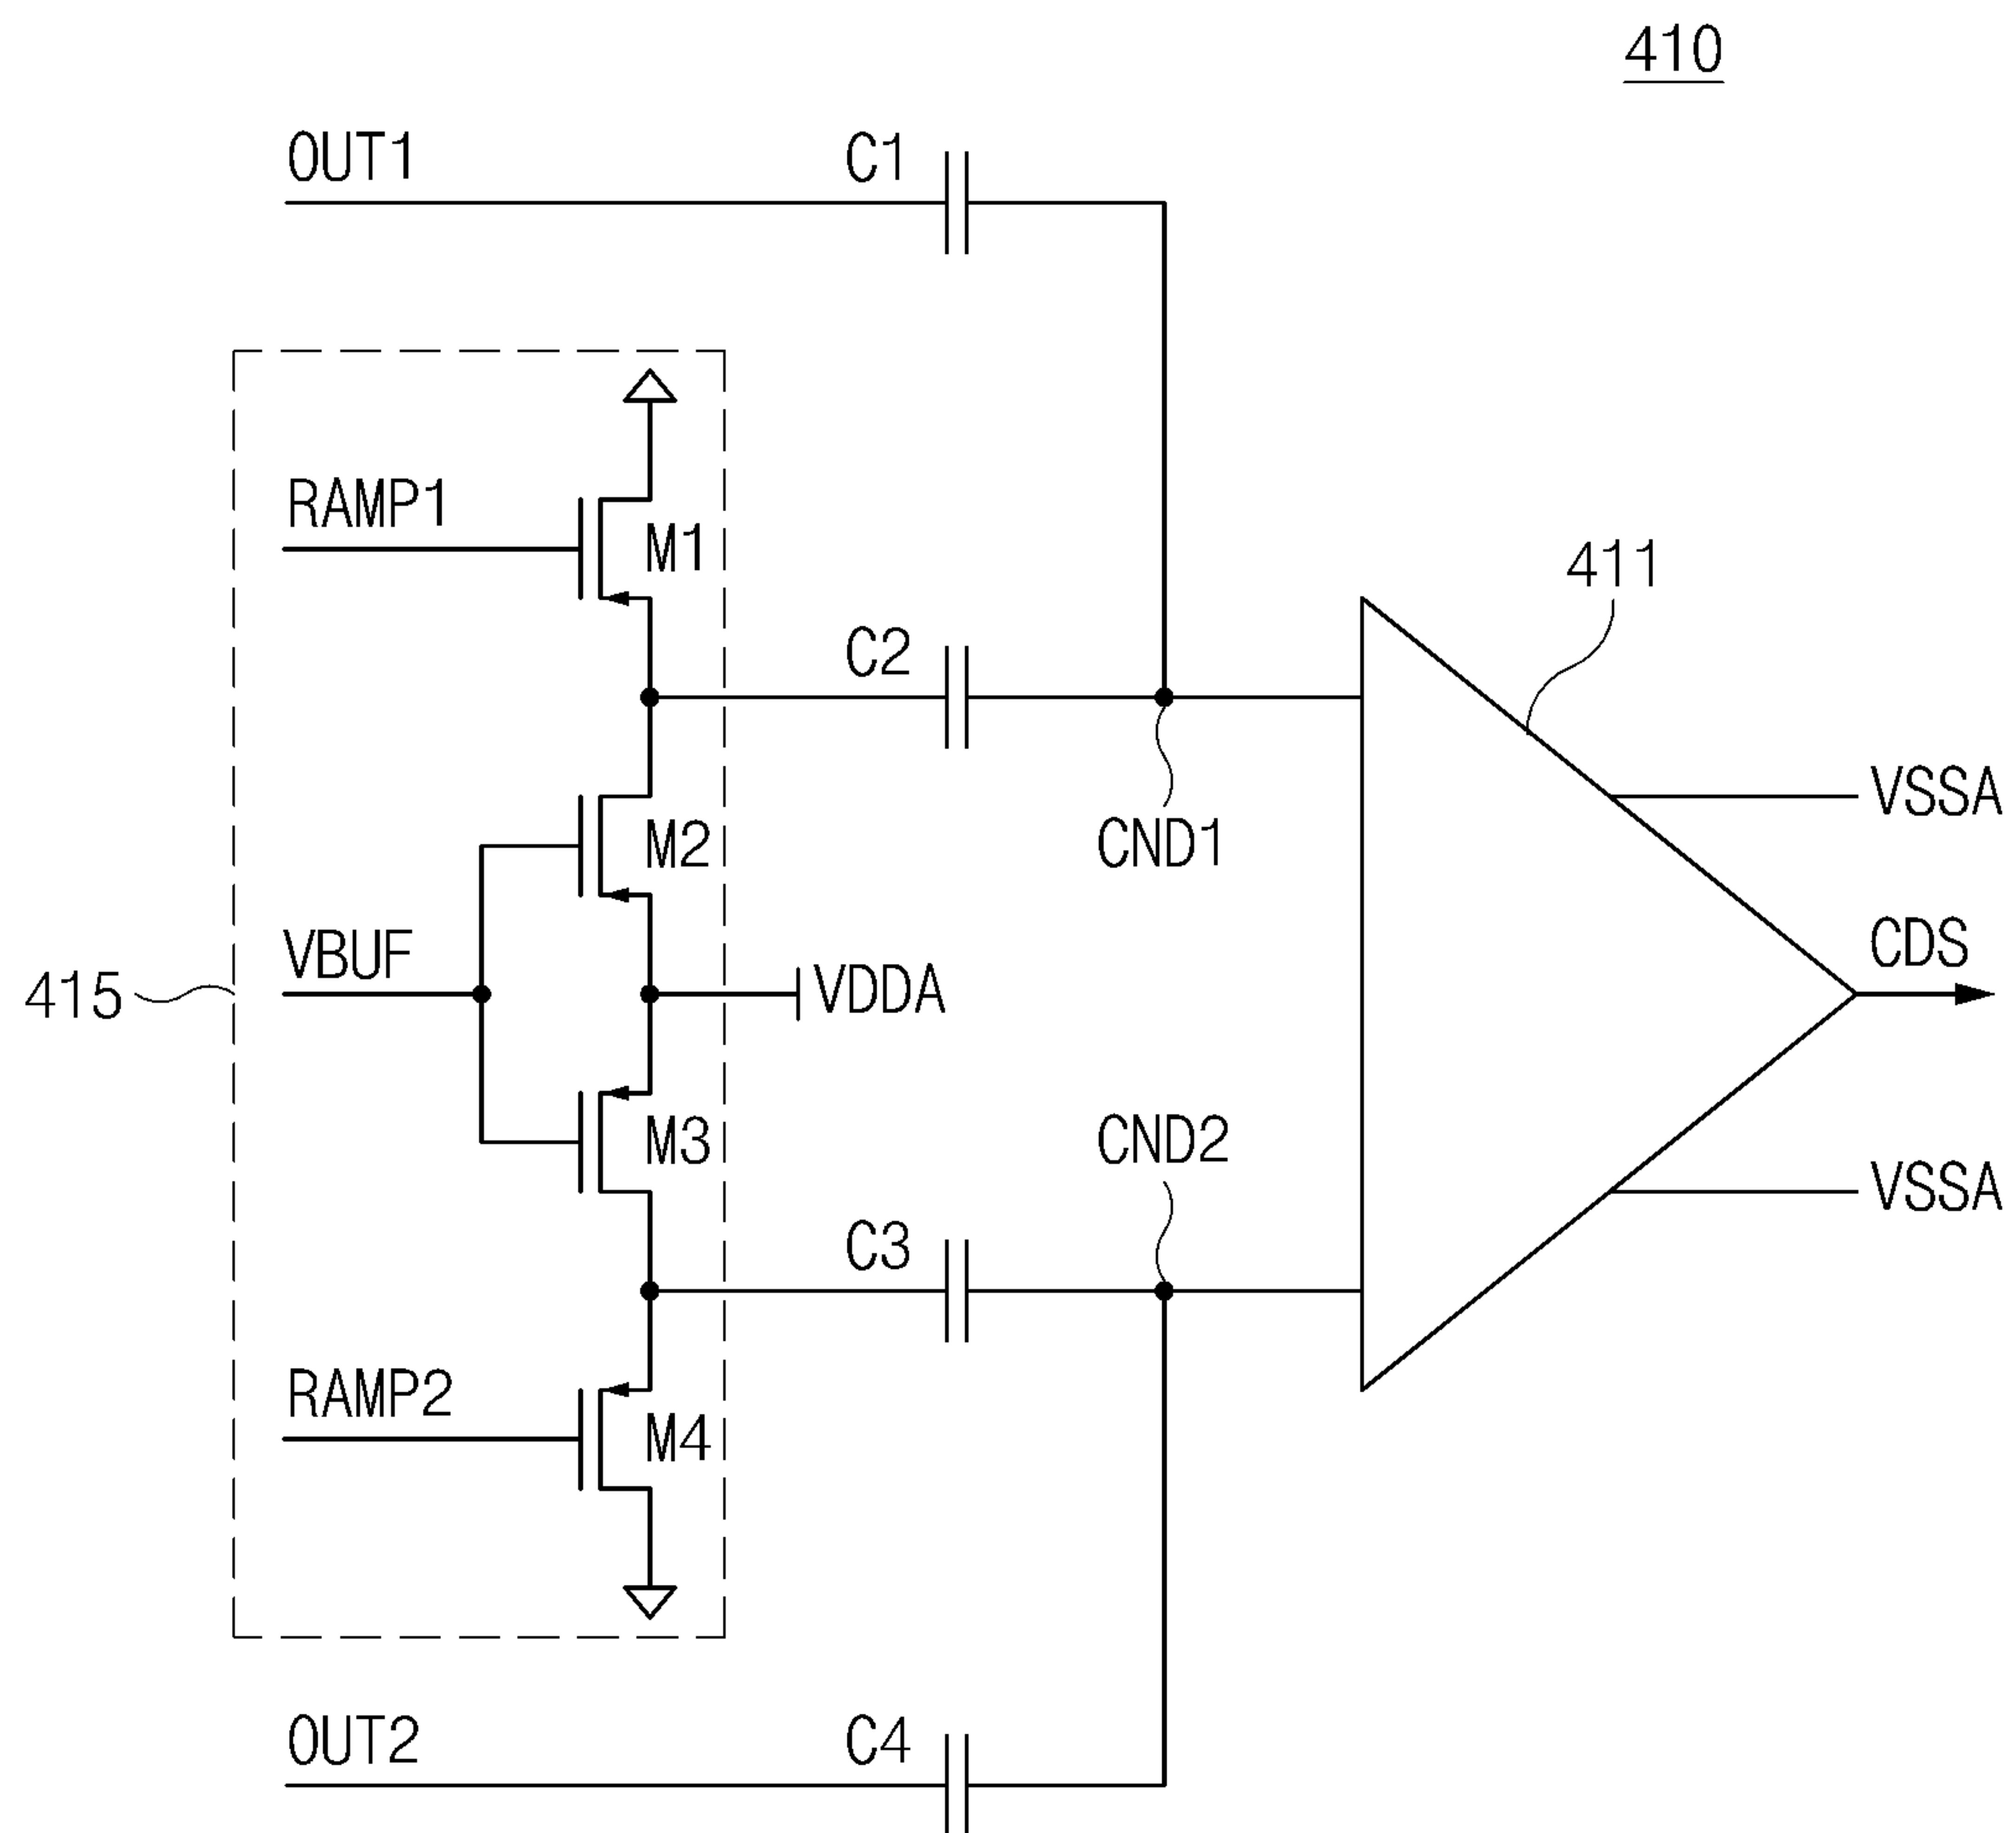 410
OUT1
C1
RAMP1
M1
411
C2
VSSA
M2
CND1
CDS
VBUF
415
VDDA
M3
CND2
VSSA
C3
RAMP2
M4
OUT2
C4